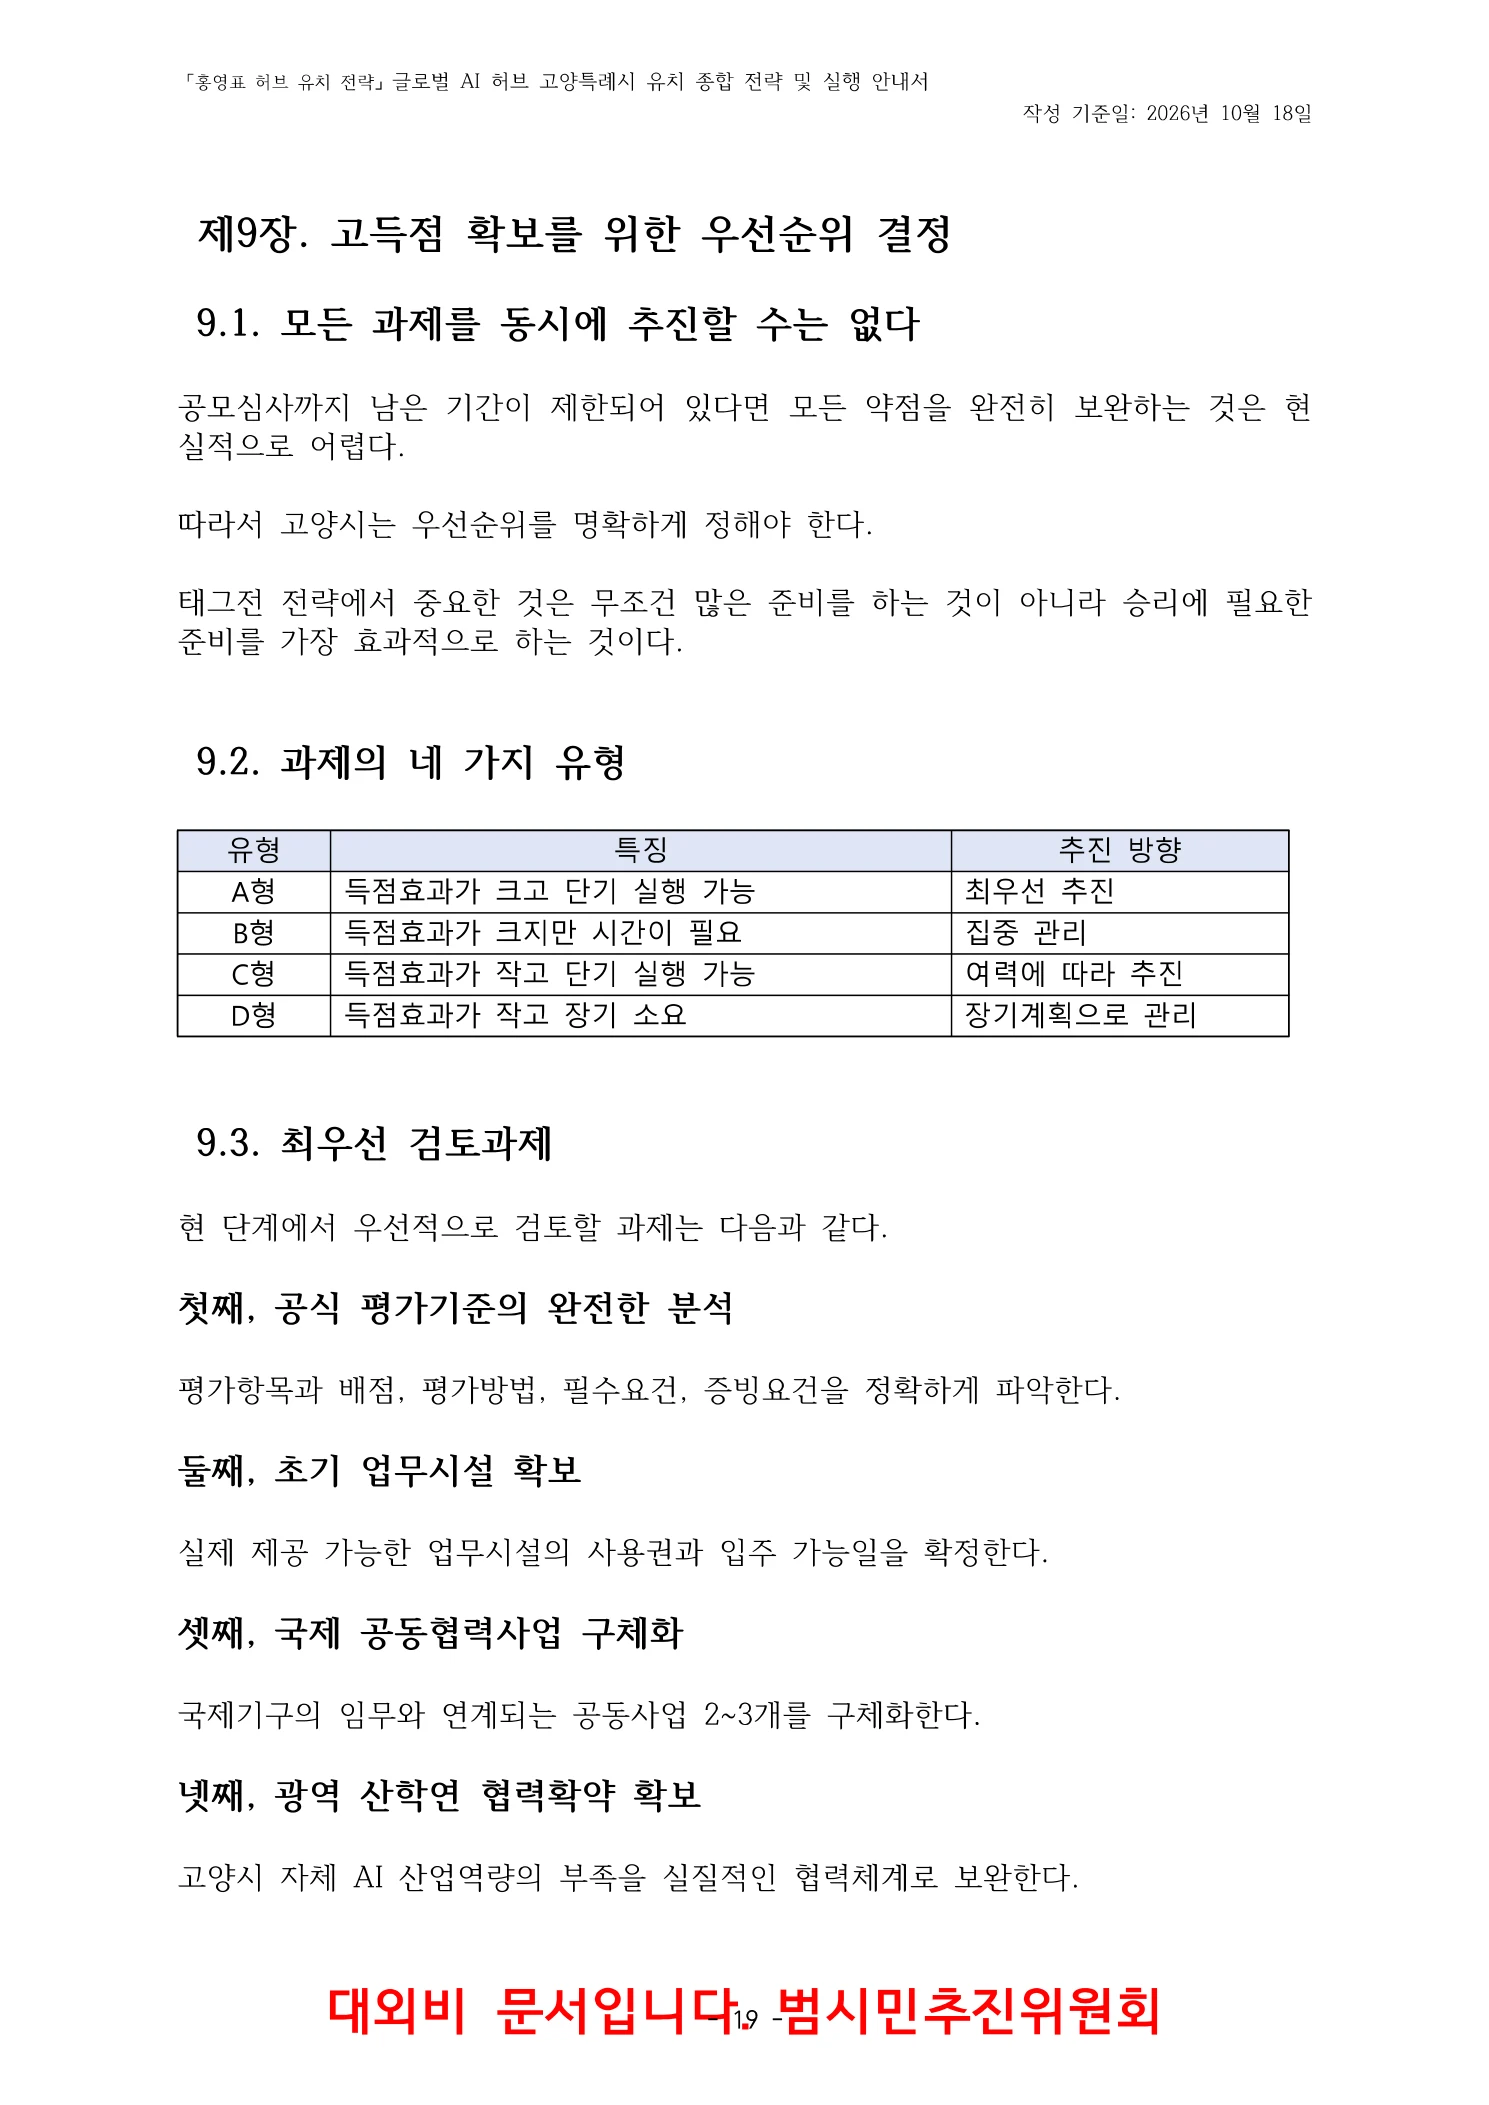 「홍영표 허브 유치 전략」글로벌 AI 허브 고양특례시 유치 종합 전략 및 실행 안내서
작성 기준일: 2026년 10월 18일
제9장. 고득점 확보를 위한 우선순위 결정
9.1. 모든 과제를 동시에 추진할 수는 없다
공모심사까지 남은 기간이 제한되어 있다면 모든 약점을 완전히 보완하는 것은 현
실적으로 어렵다.
따라서 고양시는 우선순위를 명확하게 정해야 한다.
태그전 전략에서 중요한 것은 무조건 많은 준비를 하는 것이 아니라 승리에 필요한
준비를 가장 효과적으로 하는 것이다.
9.2. 과제의 네 가지 유형
유형 특징 추진 방향
A형 득점효과가 크고 단기 실행 가능 최우선 추진
B형 득점효과가 크지만 시간이 필요 집중 관리
C형 득점효과가 작고 단기 실행 가능 여력에 따라 추진
D형 득점효과가 작고 장기 소요 장기계획으로 관리
9.3. 최우선 검토과제
현 단계에서 우선적으로 검토할 과제는 다음과 같다.
첫째, 공식 평가기준의 완전한 분석
평가항목과 배점, 평가방법, 필수요건, 증빙요건을 정확하게 파악한다.
둘째, 초기 업무시설 확보
실제 제공 가능한 업무시설의 사용권과 입주 가능일을 확정한다.
셋째, 국제 공동협력사업 구체화
국제기구의 임무와 연계되는 공동사업 2~3개를 구체화한다.
넷째, 광역 산학연 협력확약 확보
고양시 자체 AI 산업역량의 부족을 실질적인 협력체계로 보완한다.
대외비 문서입니다. 범시민추진위원회
- 19 -